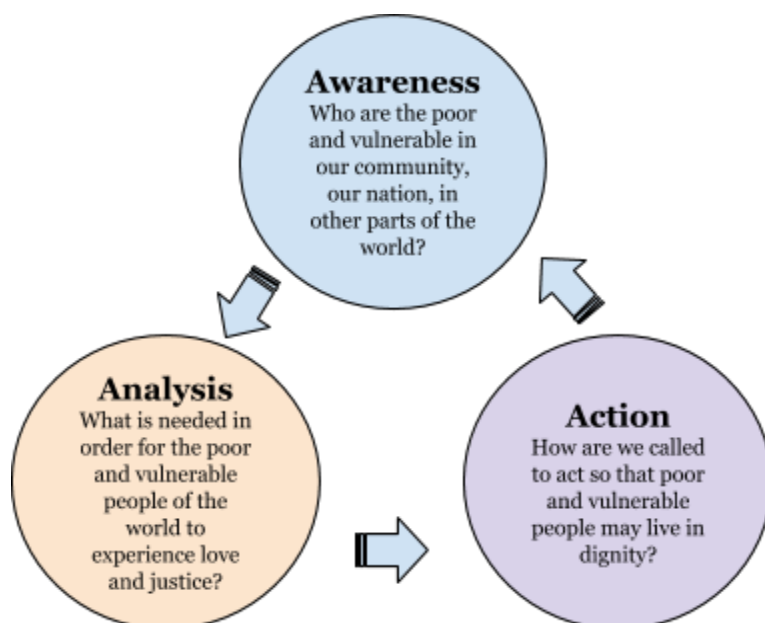 Awareness
Who are the poor
and vulnerable in
our community,
our nation, in
other parts of the
world?
Analysis
What is needed in
order for the poor
and vulnerable
people of the
world to
experience love
and justice?
Action
How are we called
to act so that poor
and vulnerable
people may live in
dignity?